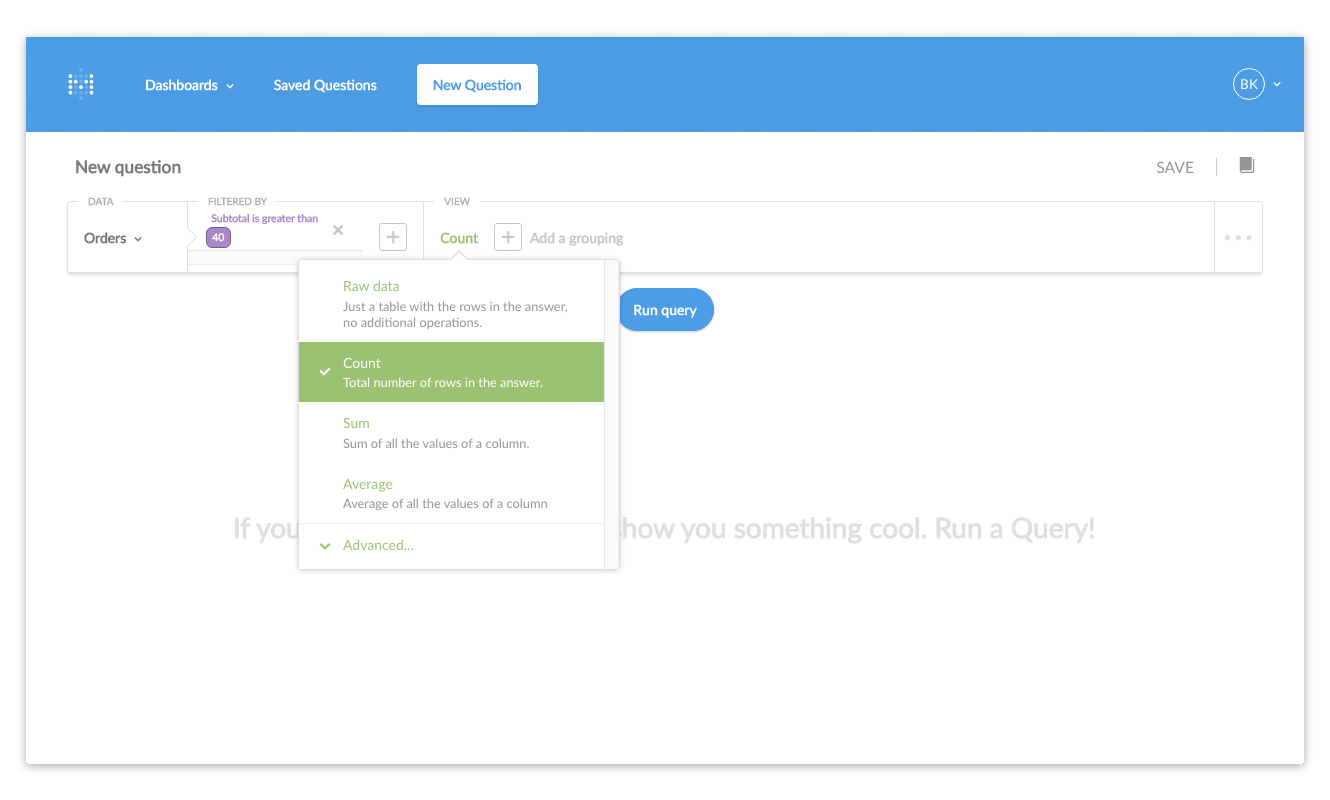 Dashboards
Saved Questions
New Question
BK
New question
SAVE
DATA
FILTERED BY
VIEW
Orders
Subtotal is greater than
40
Count
Add a grouping
Raw data
Just a table with the rows in the answer,
no additional operations.
Run query
Count
Total number of rows in the answer.
Sum
Sum of all the values of a column.
Average
Average of all the values of a column
If you show you something cool. Run a Query!
Advanced...